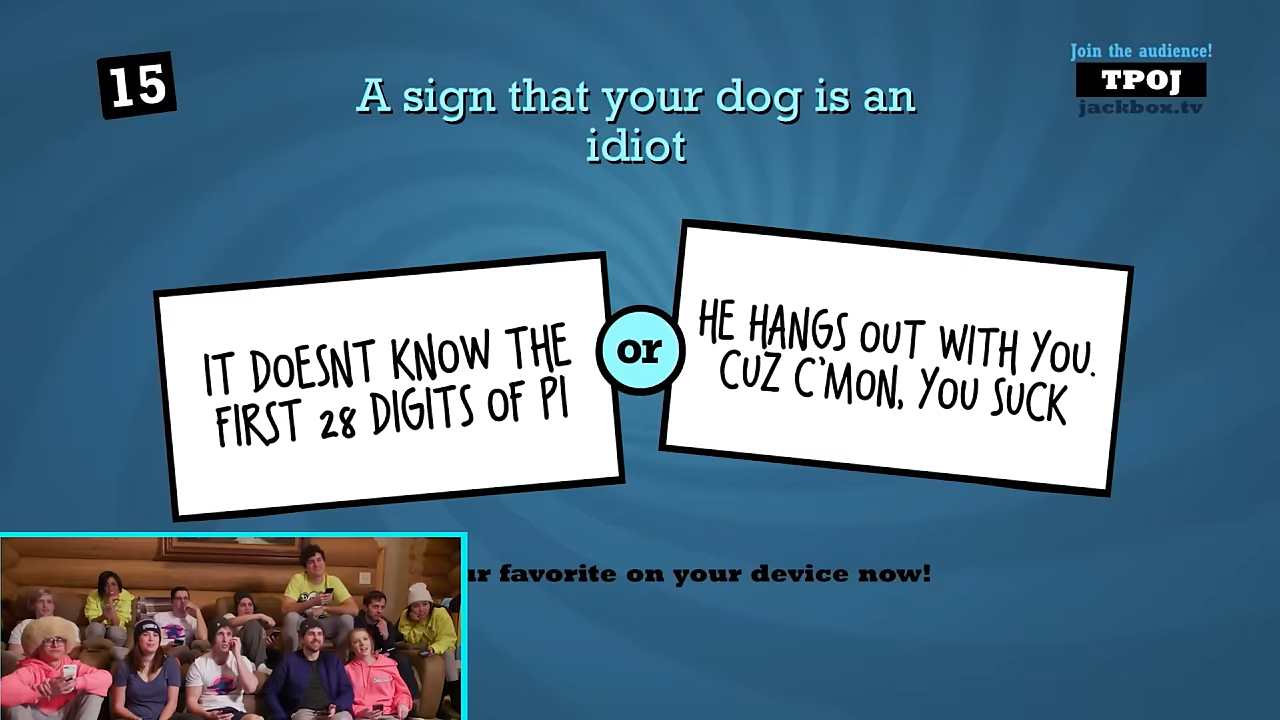 15
A sign that your dog is an
idiot
Join the audience!
TPOJ
jackbox.tv
IT DOESNT KNOW THE
FIRST 28 DIGITS OF PI
or
HE HANGS OUT WITH YOU.
CUZ C'MON, YOU SUCK
favorite on your device now!